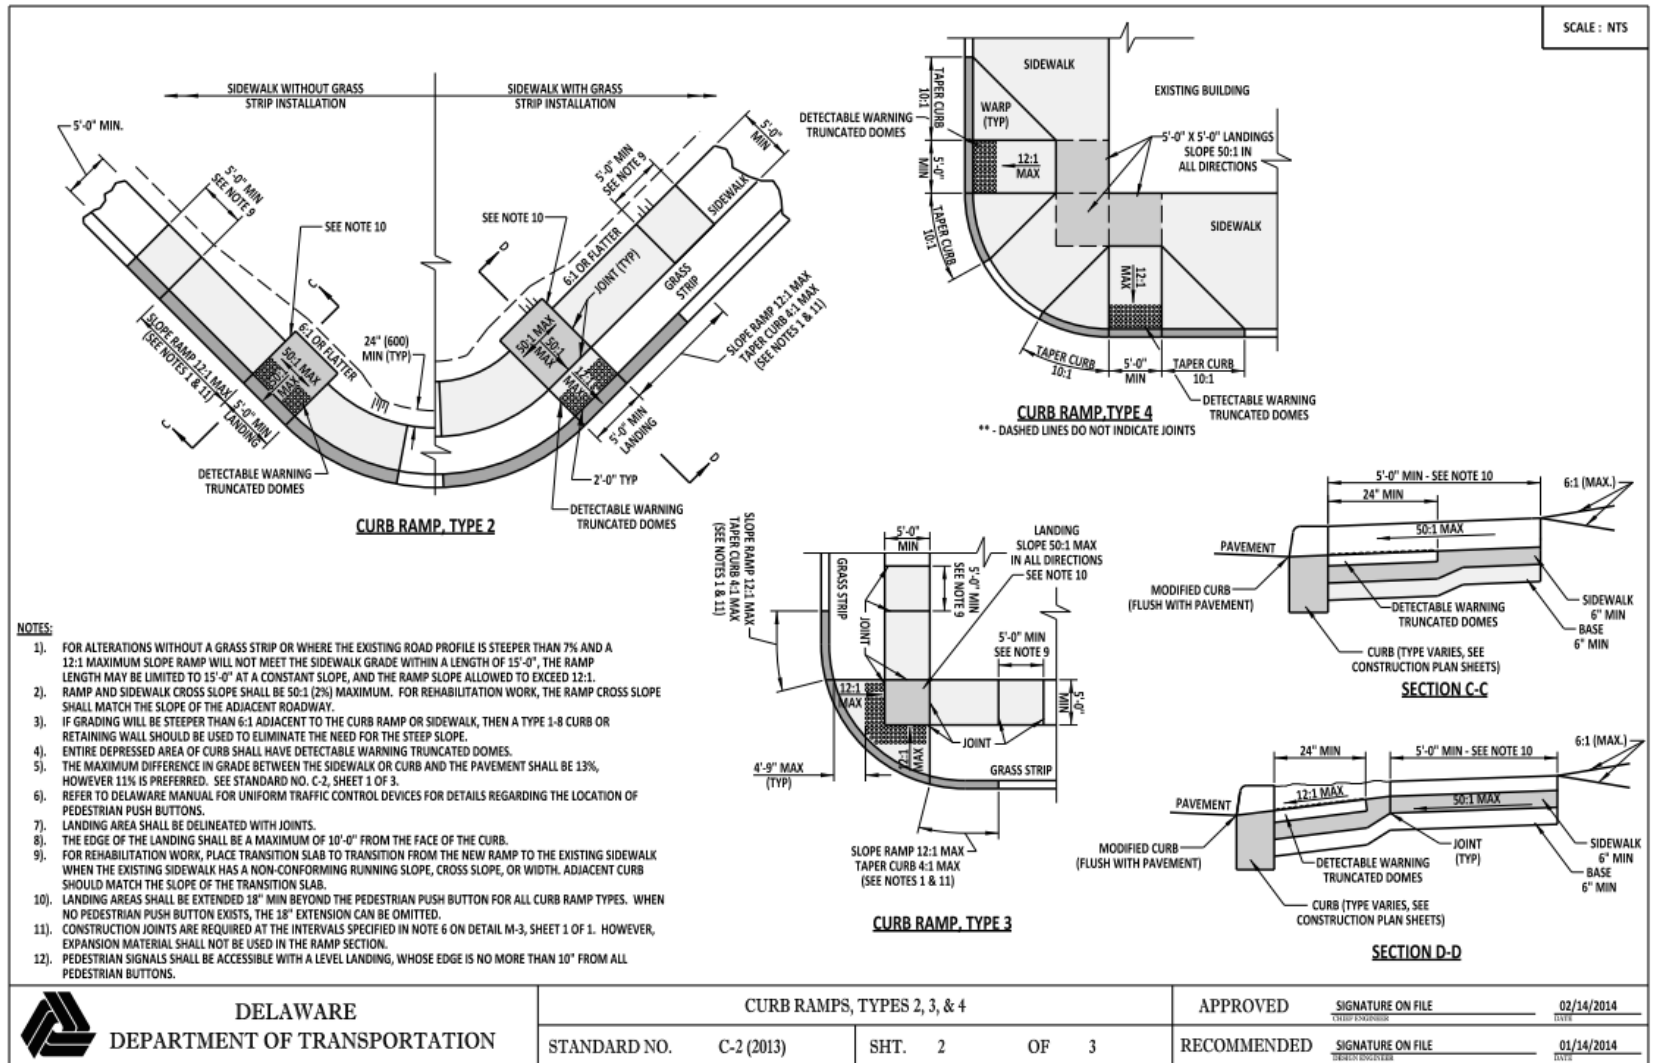 SCALE : NTS
SIDEWALK WITHOUT GRASS
STRIP INSTALLATION
SIDEWALK WITH GRASS
STRIP INSTALLATION
5'-0" MIN.
5'-0" MIN
SEE NOTE 9
SEE NOTE 10
6:1 OR FLATTER
24" (600)
MIN (TYP)
50:1 MAX
50:1
MAX
SLOPE RAMP 12:1 MAX
(SEE NOTES 1 & 11)
5'-0" MIN
LANDING
C
C
DETECTABLE WARNING
TRUNCATED DOMES
SEE NOTE 10
D
D
5'-0" MIN
SEE NOTE 9
5'-0"
MIN
SIDEWALK
6:1 OR FLATTER
JOINT (TYP)
GRASS
STRIP
50:1 MAX
50:1
MAX
12:1
MAX
SLOPE RAMP 12:1 MAX
TAPER CURB 4:1 MAX
(SEE NOTES 1 & 11)
5'-0" MIN
LANDING
2'-0" TYP
DETECTABLE WARNING
TRUNCATED DOMES
CURB RAMP, TYPE 2
SIDEWALK
EXISTING BUILDING
TAPER CURB
10:1
WARP
(TYP)
DETECTABLE WARNING
TRUNCATED DOMES
5'-0" X 5'-0" LANDINGS
SLOPE 50:1 IN
ALL DIRECTIONS
12:1
MAX
5'-0"
MIN
TAPER CURB
10:1
SIDEWALK
12:1
MAX
TAPER CURB
10:1
5'-0"
MIN
TAPER CURB
10:1
DETECTABLE WARNING
TRUNCATED DOMES
CURB RAMP,TYPE 4
** - DASHED LINES DO NOT INDICATE JOINTS
SLOPE RAMP 12:1 MAX
TAPER CURB 4:1 MAX
(SEE NOTES 1 & 11)
5'-0"
MIN
LANDING
SLOPE 50:1 MAX
IN ALL DIRECTIONS
SEE NOTE 10
GRASS STRIP
5'-0" MIN
SEE NOTE 9
JOINT
5'-0" MIN
SEE NOTE 9
12:1
MAX
5'-0"
MIN
JOINT
12:1
MAX
4'-9" MAX
(TYP)
GRASS STRIP
SLOPE RAMP 12:1 MAX
TAPER CURB 4:1 MAX
(SEE NOTES 1 & 11)
CURB RAMP, TYPE 3
5'-0" MIN - SEE NOTE 10
24" MIN
6:1 (MAX.)
50:1 MAX
PAVEMENT
MODIFIED CURB
(FLUSH WITH PAVEMENT)
DETECTABLE WARNING
TRUNCATED DOMES
SIDEWALK
6" MIN
BASE
6" MIN
CURB (TYPE VARIES, SEE
CONSTRUCTION PLAN SHEETS)
SECTION C-C
24" MIN
5'-0" MIN - SEE NOTE 10
6:1 (MAX.)
12:1 MAX
50:1 MAX
PAVEMENT
MODIFIED CURB
(FLUSH WITH PAVEMENT)
DETECTABLE WARNING
TRUNCATED DOMES
JOINT
(TYP)
SIDEWALK
6" MIN
BASE
6" MIN
CURB (TYPE VARIES, SEE
CONSTRUCTION PLAN SHEETS)
SECTION D-D
NOTES:
1). FOR ALTERATIONS WITHOUT A GRASS STRIP OR WHERE THE EXISTING ROAD PROFILE IS STEEPER THAN 7% AND A
12:1 MAXIMUM SLOPE RAMP WILL NOT MEET THE SIDEWALK GRADE WITHIN A LENGTH OF 15'-0", THE RAMP
LENGTH MAY BE LIMITED TO 15'-0" AT A CONSTANT SLOPE, AND THE RAMP SLOPE ALLOWED TO EXCEED 12:1.
2). RAMP AND SIDEWALK CROSS SLOPE SHALL BE 50:1 (2%) MAXIMUM. FOR REHABILITATION WORK, THE RAMP CROSS SLOPE
SHALL MATCH THE SLOPE OF THE ADJACENT ROADWAY.
3). IF GRADING WILL BE STEEPER THAN 6:1 ADJACENT TO THE CURB RAMP OR SIDEWALK, THEN A TYPE 1-8 CURB OR
RETAINING WALL SHOULD BE USED TO ELIMINATE THE NEED FOR THE STEEP SLOPE.
4). ENTIRE DEPRESSED AREA OF CURB SHALL HAVE DETECTABLE WARNING TRUNCATED DOMES.
5). THE MAXIMUM DIFFERENCE IN GRADE BETWEEN THE SIDEWALK OR CURB AND THE PAVEMENT SHALL BE 13%,
HOWEVER 11% IS PREFERRED. SEE STANDARD NO. C-2, SHEET 1 OF 3.
6). REFER TO DELAWARE MANUAL FOR UNIFORM TRAFFIC CONTROL DEVICES FOR DETAILS REGARDING THE LOCATION OF
PEDESTRIAN PUSH BUTTONS.
7). LANDING AREA SHALL BE DELINEATED WITH JOINTS.
8). THE EDGE OF THE LANDING SHALL BE A MAXIMUM OF 10'-0" FROM THE FACE OF THE CURB.
9). FOR REHABILITATION WORK, PLACE TRANSITION SLAB TO TRANSITION FROM THE NEW RAMP TO THE EXISTING SIDEWALK
WHEN THE EXISTING SIDEWALK HAS A NON-CONFORMING RUNNING SLOPE, CROSS SLOPE, OR WIDTH. ADJACENT CURB
SHOULD MATCH THE SLOPE OF THE TRANSITION SLAB.
10). LANDING AREAS SHALL BE EXTENDED 18" MIN BEYOND THE PEDESTRIAN PUSH BUTTON FOR ALL CURB RAMP TYPES. WHEN
NO PEDESTRIAN PUSH BUTTON EXISTS, THE 18" EXTENSION CAN BE OMITTED.
11). CONSTRUCTION JOINTS ARE REQUIRED AT THE INTERVALS SPECIFIED IN NOTE 6 ON DETAIL M-3, SHEET 1 OF 1. HOWEVER,
EXPANSION MATERIAL SHALL NOT BE USED IN THE RAMP SECTION.
12). PEDESTRIAN SIGNALS SHALL BE ACCESSIBLE WITH A LEVEL LANDING, WHOSE EDGE IS NO MORE THAN 10" FROM ALL
PEDESTRIAN BUTTONS.
DELAWARE
DEPARTMENT OF TRANSPORTATION
CURB RAMPS, TYPES 2, 3, & 4
STANDARD NO. C-2 (2013) SHT. 2 OF 3
APPROVED SIGNATURE ON FILE 02/14/2014
CHIEF ENGINEER DATE
RECOMMENDED SIGNATURE ON FILE 01/14/2014
DESIGN ENGINEER DATE